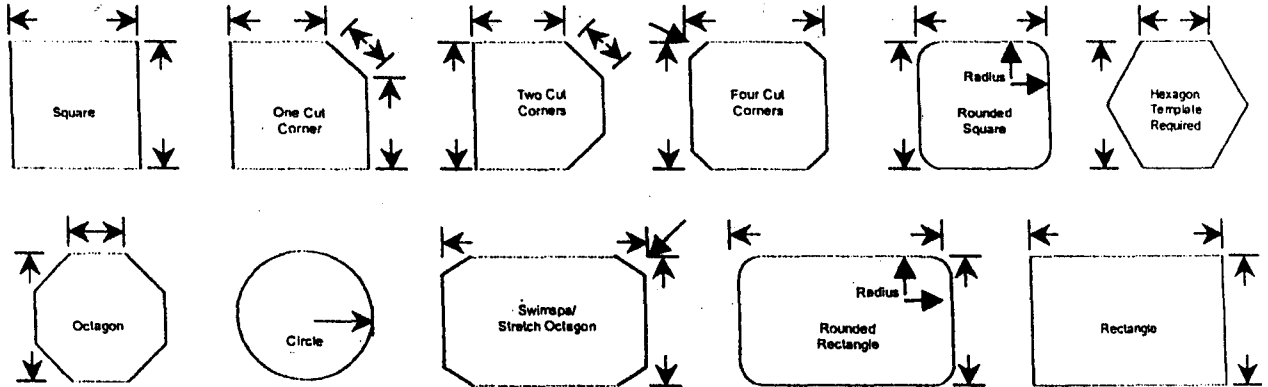 Square
One Cut
Corner
Two Cut
Corners
Four Cut
Corners
Radius
Rounded
Square
Hexagon
Template
Required
Octagon
Circle
Swimspa/
Stretch Octagon
Radius
Rounded
Rectangle
Rectangle